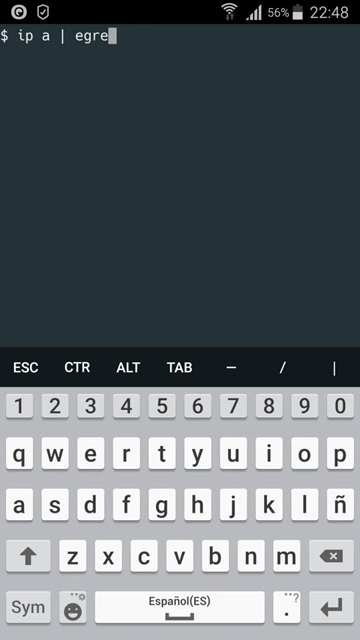 56% 22:48
$ ip a | egre
ESC CTR ALT TAB – / |
1 2 3 4 5 6 7 8 9 0
q w e r t y u i o p
a s d f g h j k l ñ
z x c v b n m
Sym Español(ES) . ?